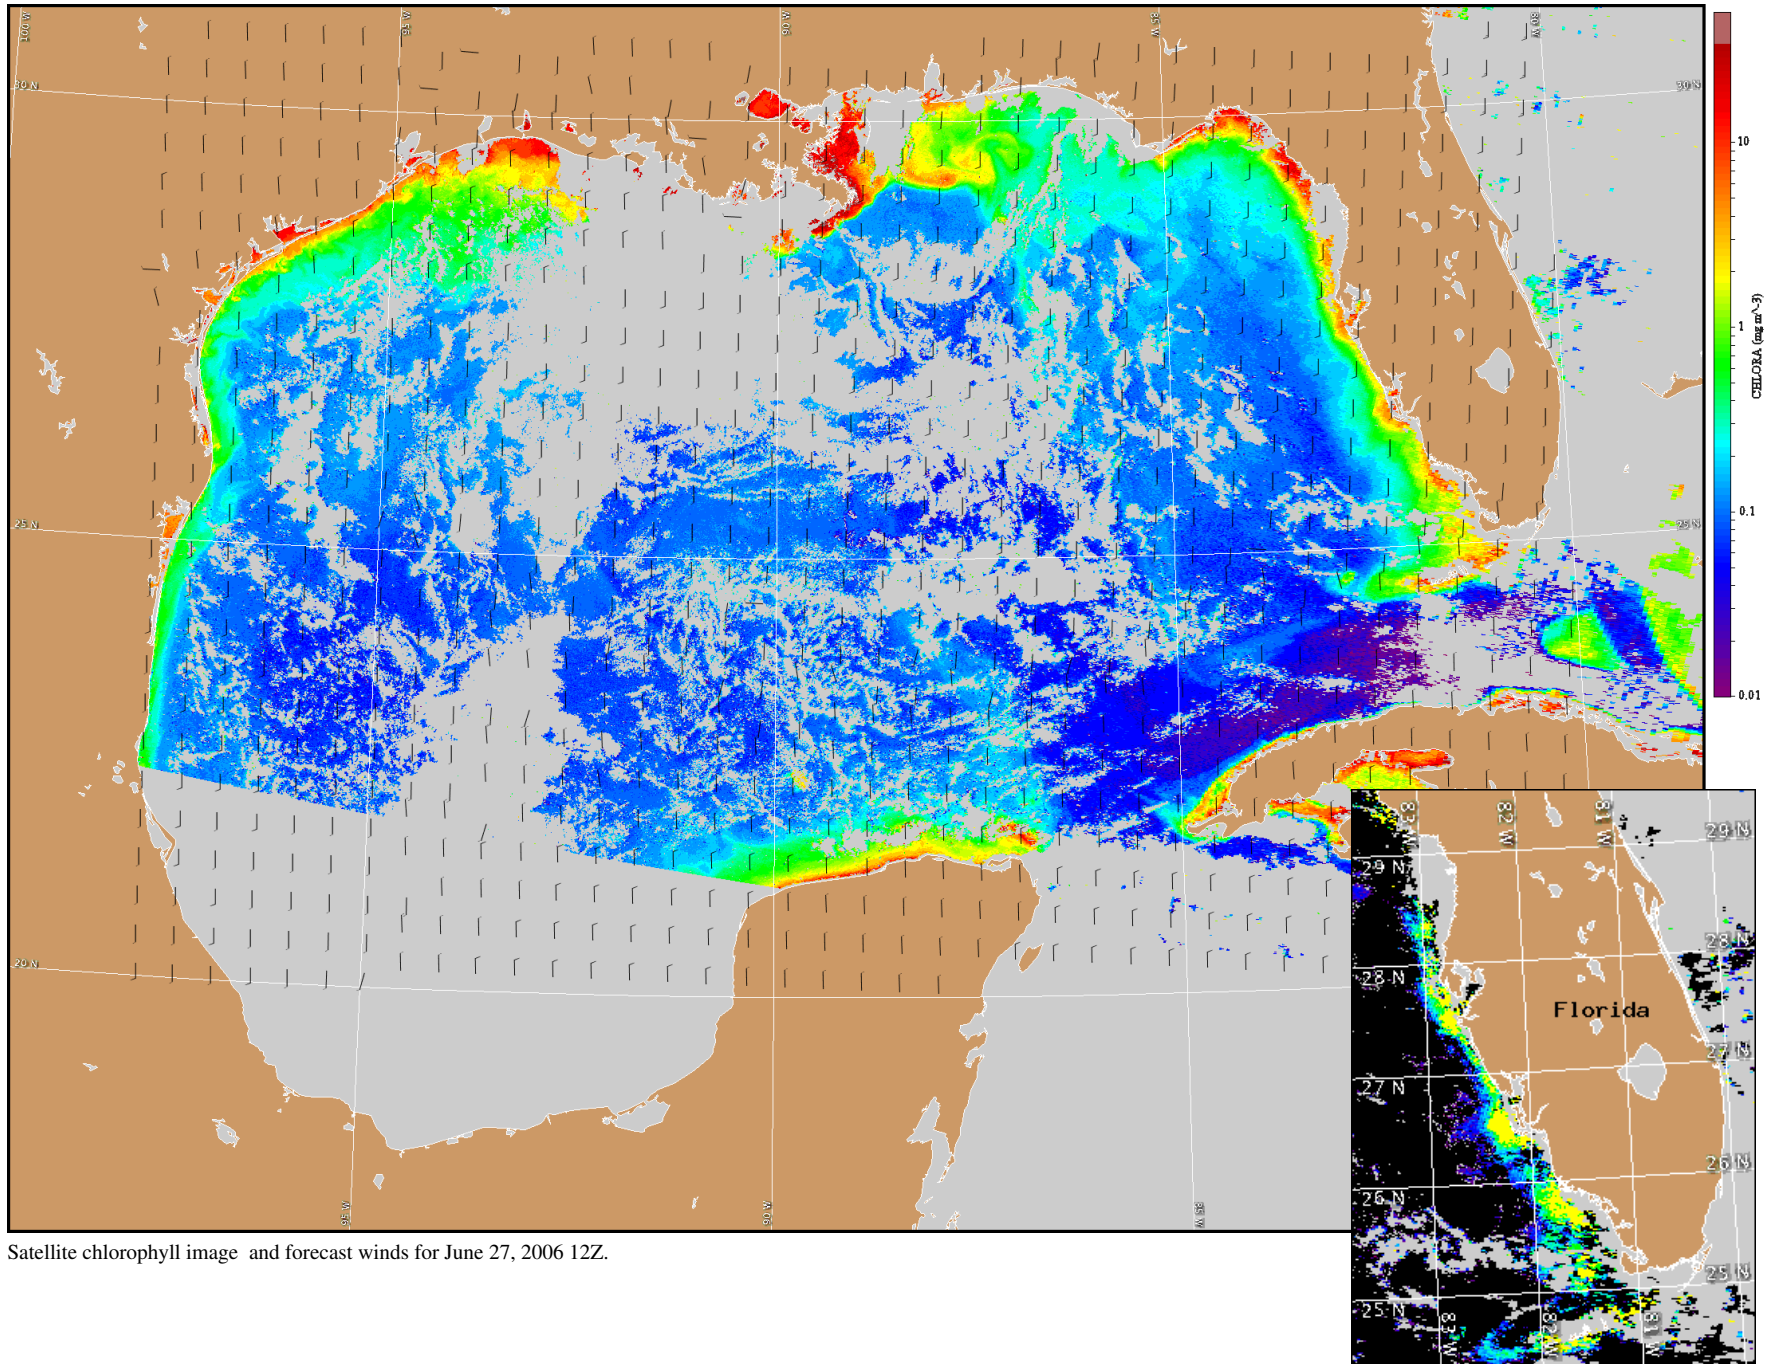 100 W
95 W
90 W
85 W
80 W
30 N
30 N
10
1
CHLORA (mg m^-3)
0.1
25 N
25 N
0.01
20 N
95 W
90 W
85 W
83 W
82 W
81 W
29 N
29 N
28 N
28 N
Florida
27 N
27 N
26 N
26 N
25 N
25 N
83 W
82 W
81 W
Satellite chlorophyll image and forecast winds for June 27, 2006 12Z.